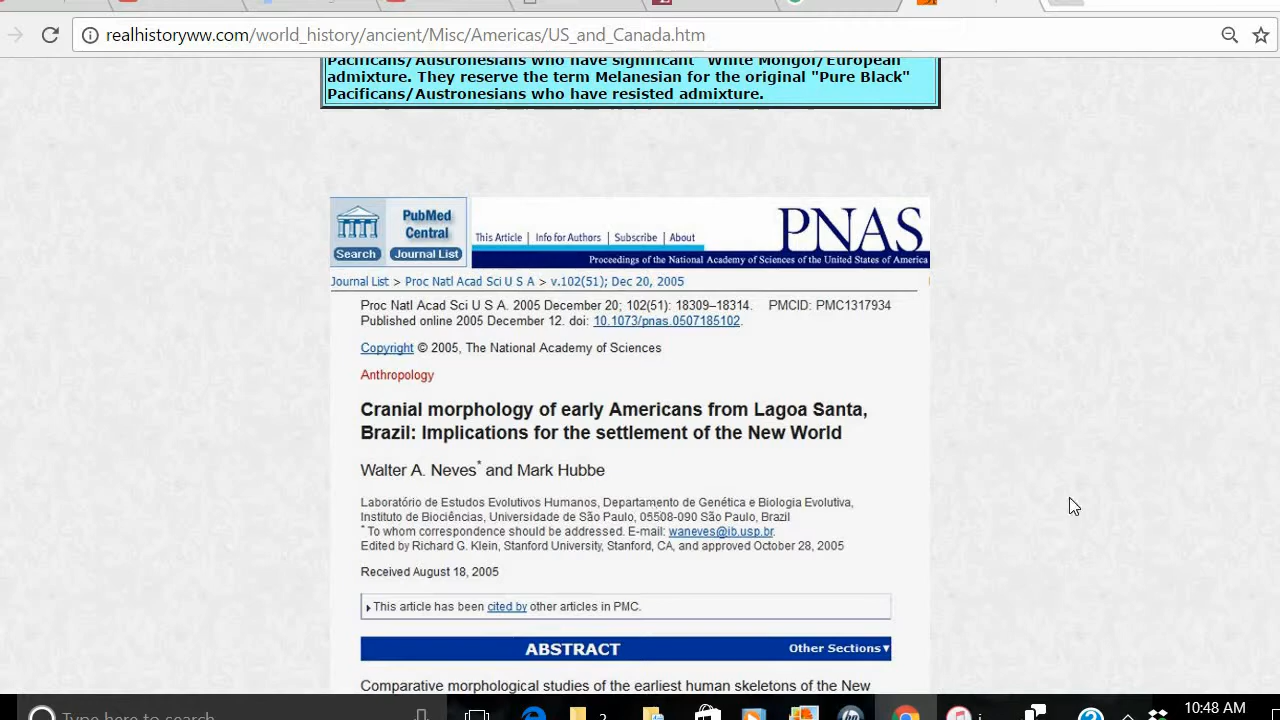 realhistoryww.com/world_history/ancient/Misc/Americas/US_and_Canada.htm
Pacificans/Austronesians who have significant "White Mongol/European
admixture. They reserve the term Melanesian for the original "Pure Black"
Pacificans/Austronesians who have resisted admixture.
PubMed
Central
Search
Journal List
This Article | Info for Authors | Subscribe | About
PNAS
Proceedings of the National Academy of Sciences of the United States of America
Journal List > Proc Natl Acad Sci U S A > v.102(51); Dec 20, 2005
Proc Natl Acad Sci U S A. 2005 December 20; 102(51): 18309–18314. PMCID: PMC1317934
Published online 2005 December 12. doi: 10.1073/pnas.0507185102.
Copyright © 2005, The National Academy of Sciences
Anthropology
Cranial morphology of early Americans from Lagoa Santa,
Brazil: Implications for the settlement of the New World
Walter A. Neves* and Mark Hubbe
Laboratório de Estudos Evolutivos Humanos, Departamento de Genética e Biologia Evolutiva,
Instituto de Biociências, Universidade de São Paulo, 05508-090 São Paulo, Brazil
* To whom correspondence should be addressed. E-mail: waneves@ib.usp.br.
Edited by Richard G. Klein, Stanford University, Stanford, CA, and approved October 28, 2005
Received August 18, 2005
This article has been cited by other articles in PMC.
ABSTRACT
Other Sections▼
Comparative morphological studies of the earliest human skeletons of the New
Type here to search
10:48 AM